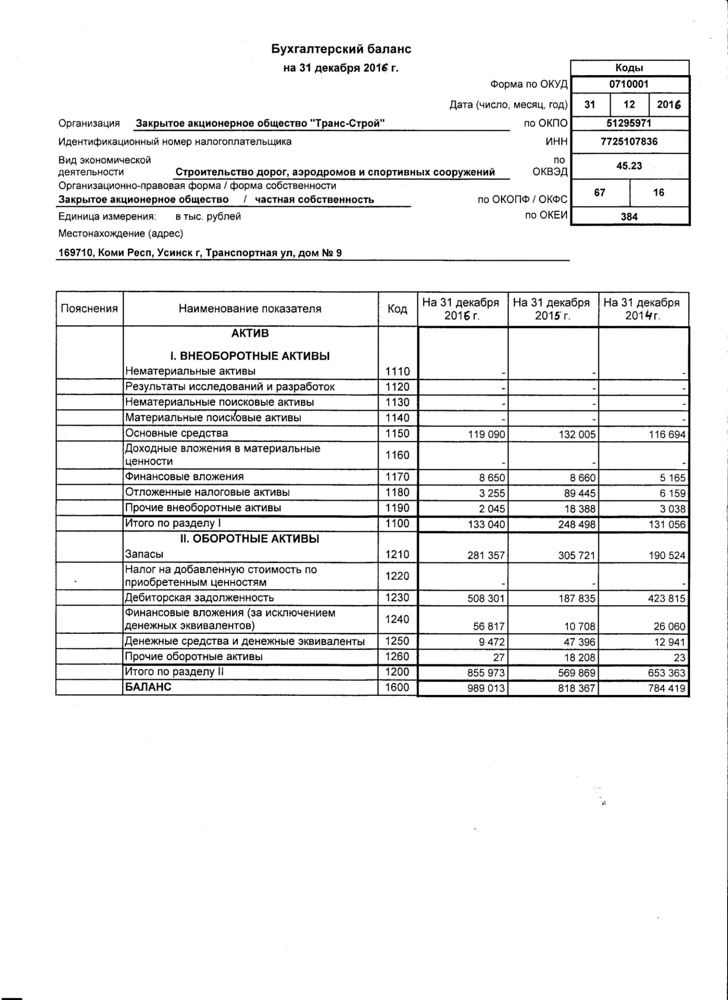 Бухгалтерский баланс
на 31 декабря 2016 г.
Коды
Форма по ОКУД 0710001
Дата (число, месяц, год) 31 12 2016
Организация Закрытое акционерное общество "Транс-Строй" по ОКПО 51295971
Идентификационный номер налогоплательщика ИНН 7725107836
Вид экономической по
деятельности Строительство дорог, аэродромов и спортивных сооружений ОКВЭД 45.23
Организационно-правовая форма / форма собственности
Закрытое акционерное общество / частная собственность по ОКОПФ / ОКФС 67 16
Единица измерения: в тыс. рублей по ОКЕИ 384
Местонахождение (адрес)
169710, Коми Респ, Усинск г, Транспортная ул, дом № 9
Пояснения Наименование показателя Код На 31 декабря 2016 г. На 31 декабря 2015 г. На 31 декабря 2014 г.
АКТИВ
I. ВНЕОБОРОТНЫЕ АКТИВЫ
Нематериальные активы 1110 - - -
Результаты исследований и разработок 1120 - - -
Нематериальные поисковые активы 1130 - - -
Материальные поисковые активы 1140 - - -
Основные средства 1150 119 090 132 005 116 694
Доходные вложения в материальные
ценности 1160 - - -
Финансовые вложения 1170 8 650 8 660 5 165
Отложенные налоговые активы 1180 3 255 89 445 6 159
Прочие внеоборотные активы 1190 2 045 18 388 3 038
Итого по разделу I 1100 133 040 248 498 131 056
II. ОБОРОТНЫЕ АКТИВЫ
Запасы 1210 281 357 305 721 190 524
Налог на добавленную стоимость по
приобретенным ценностям 1220 - - -
Дебиторская задолженность 1230 508 301 187 835 423 815
Финансовые вложения (за исключением
денежных эквивалентов) 1240 56 817 10 708 26 060
Денежные средства и денежные эквиваленты 1250 9 472 47 396 12 941
Прочие оборотные активы 1260 27 18 208 23
Итого по разделу II 1200 855 973 569 869 653 363
БАЛАНС 1600 989 013 818 367 784 419